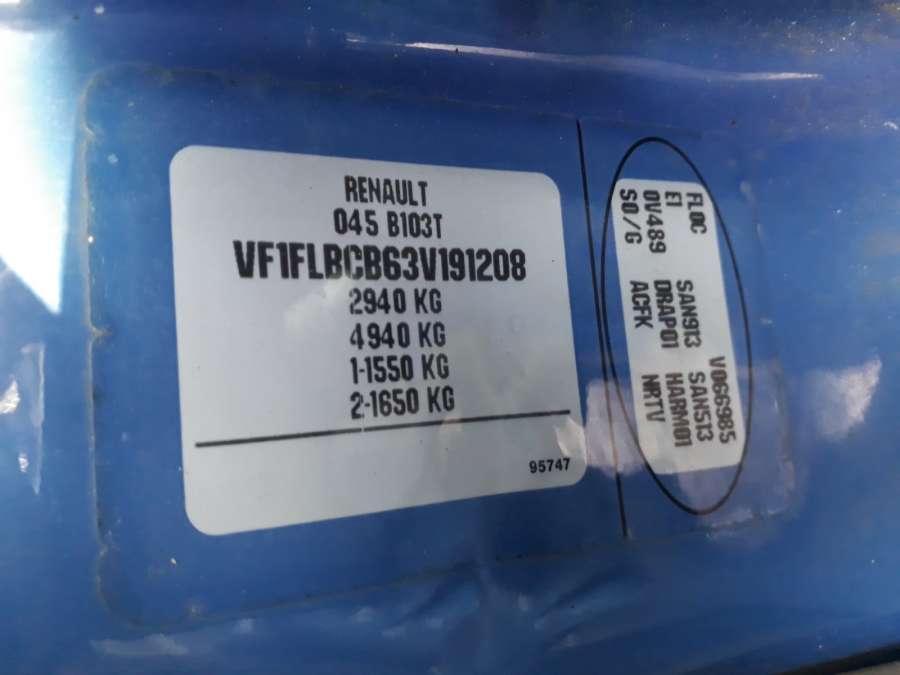 RENAULT
045 B103T
VF1FLBCB63V191208
2940 KG
4940 KG
1-1550 KG
2-1650 KG
95747
V066985
FLOC SAN913 SAN513
E1 DRAP01 HARM01
0V489 ACFK NRTV
SO/G